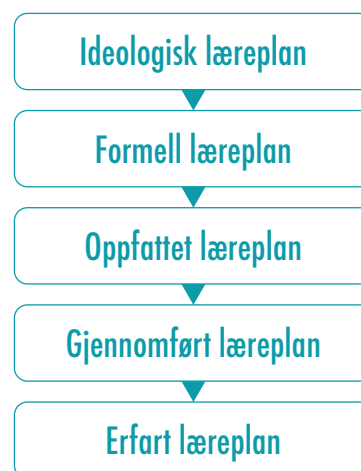 Ideologisk læreplan
Formell læreplan
Oppfattet læreplan
Gjennomført læreplan
Erfart læreplan